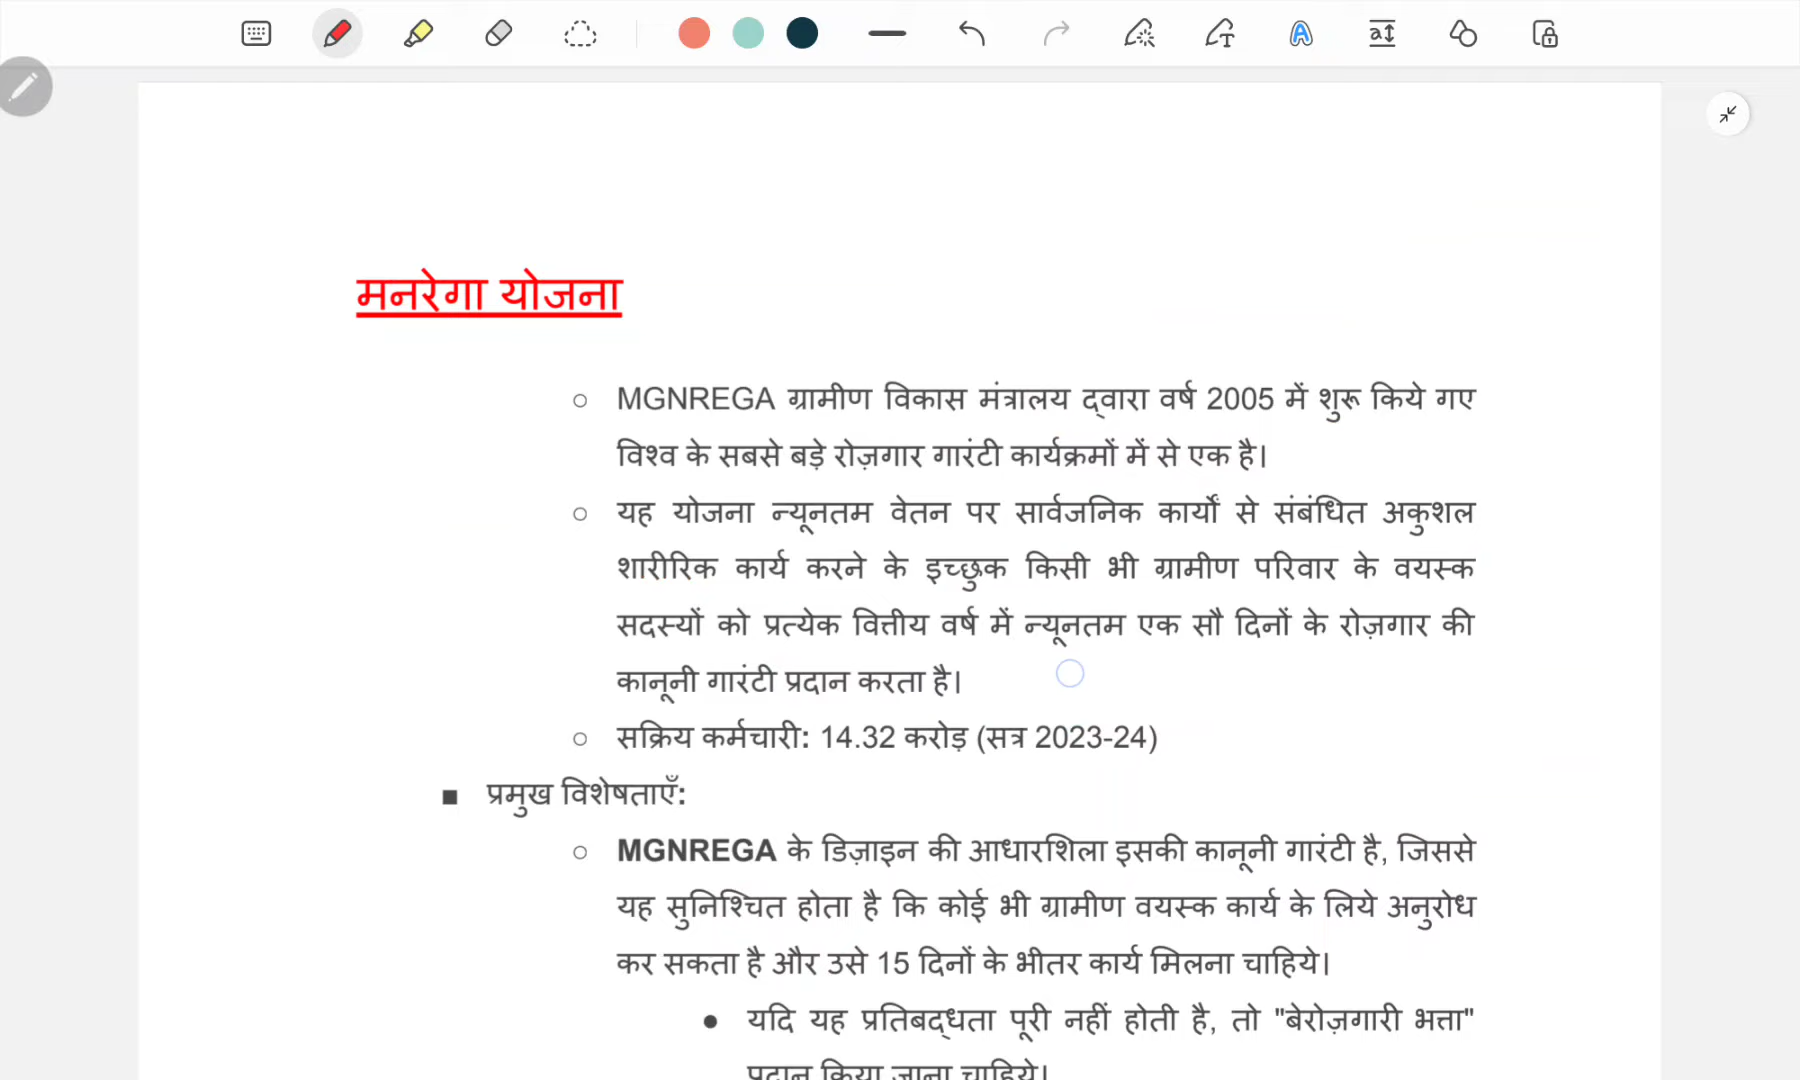 मनरेगा योजना
MGNREGA ग्रामीण विकास मंत्रालय द्वारा वर्ष 2005 में शुरू किये गए
विश्व के सबसे बड़े रोज़गार गारंटी कार्यक्रमों में से एक है।
यह योजना न्यूनतम वेतन पर सार्वजनिक कार्यों से संबंधित अकुशल
शारीरिक कार्य करने के इच्छुक किसी भी ग्रामीण परिवार के वयस्क
सदस्यों को प्रत्येक वित्तीय वर्ष में न्यूनतम एक सौ दिनों के रोज़गार की
कानूनी गारंटी प्रदान करता है।
सक्रिय कर्मचारी: 14.32 करोड़ (सत्र 2023-24)
प्रमुख विशेषताएँ:
MGNREGA के डिज़ाइन की आधारशिला इसकी कानूनी गारंटी है, जिससे
यह सुनिश्चित होता है कि कोई भी ग्रामीण वयस्क कार्य के लिये अनुरोध
कर सकता है और उसे 15 दिनों के भीतर कार्य मिलना चाहिये।
यदि यह प्रतिबद्धता पूरी नहीं होती है, तो "बेरोज़गारी भत्ता"
प्रदान किया जाना चाहिये।